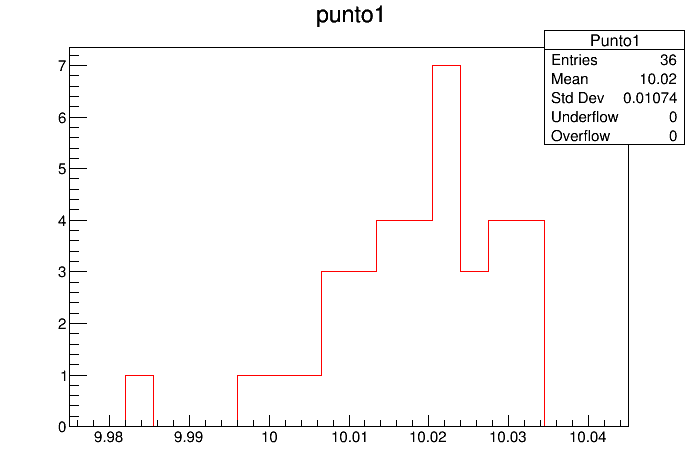 punto1
Punto1
Entries 36
Mean 10.02
Std Dev 0.01074
Underflow 0
Overflow 0
7
6
5
4
3
2
1
0
9.98 9.99 10 10.01 10.02 10.03 10.04